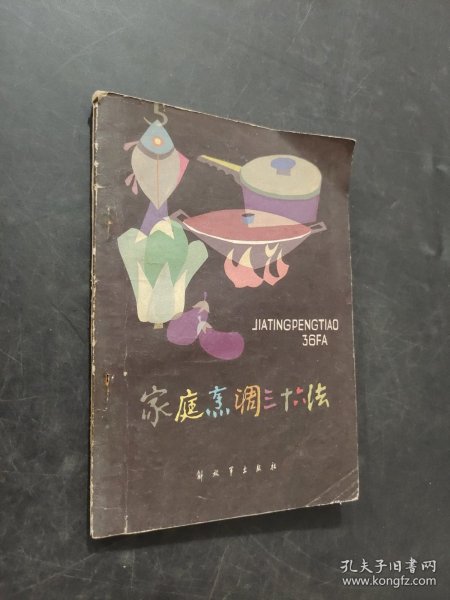 JIATINGPENGTIAO
36FA
家庭烹调三十六法
解放军出版社
孔夫子旧书网
www.kongfz.com